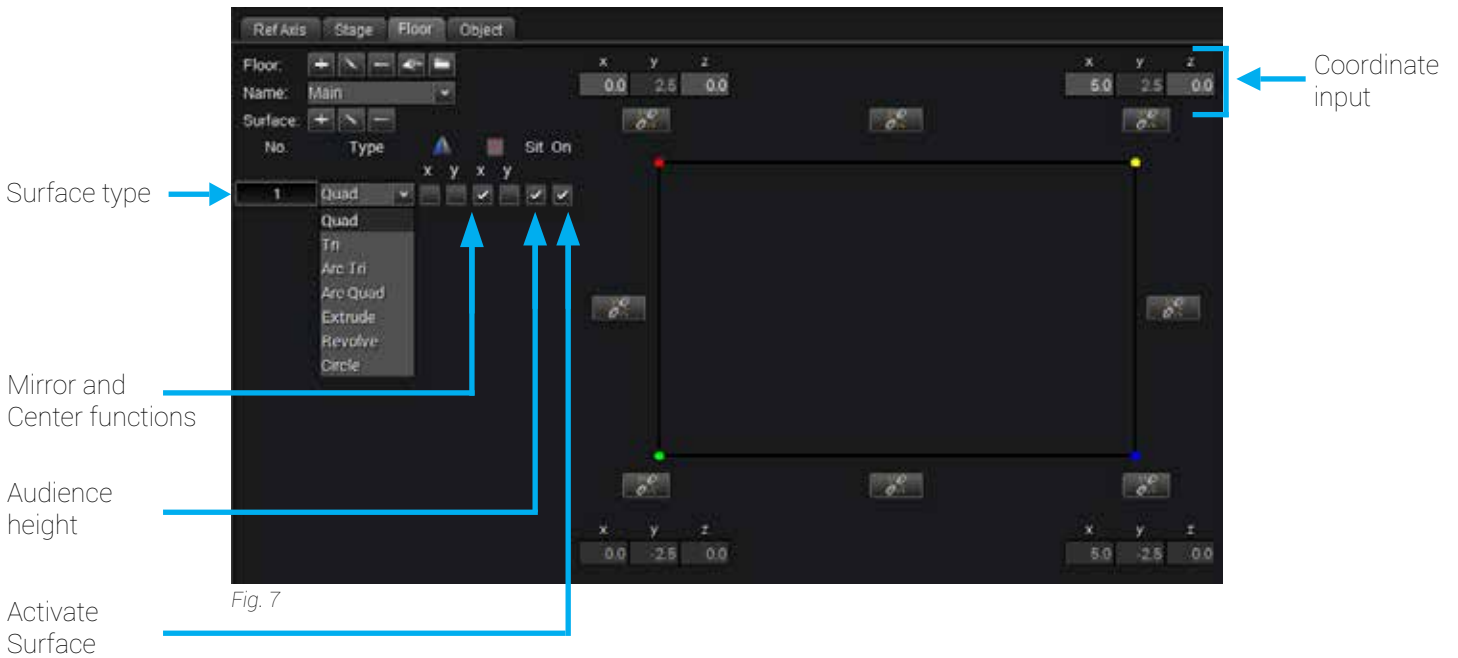 Ref Axis Stage Floor Object
Floor:
Name: Main
Surface:
No. Type Sit On
x y x y
1 Quad
Quad
Tri
Arc Tri
Arc Quad
Extrude
Revolve
Circle
x y z
0.0 2.5 0.0
x y z
5.0 2.5 0.0
x y z
0.0 -2.5 0.0
x y z
5.0 -2.5 0.0
Coordinate
input
Surface type
Mirror and
Center functions
Audience
height
Activate
Surface
Fig. 7